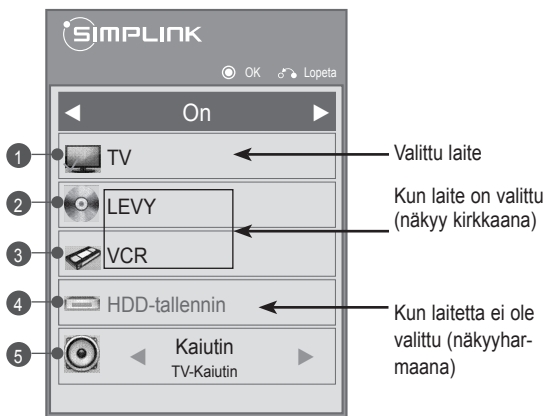 SIMPLINK
OK Lopeta
On
1 TV
Valittu laite
2 LEVY
Kun laite on valittu
(näkyy kirkkaana)
3 VCR
4 HDD-tallennin
Kun laitetta ei ole
valittu (näkyyhar-
maana)
5 Kaiutin
TV-Kaiutin